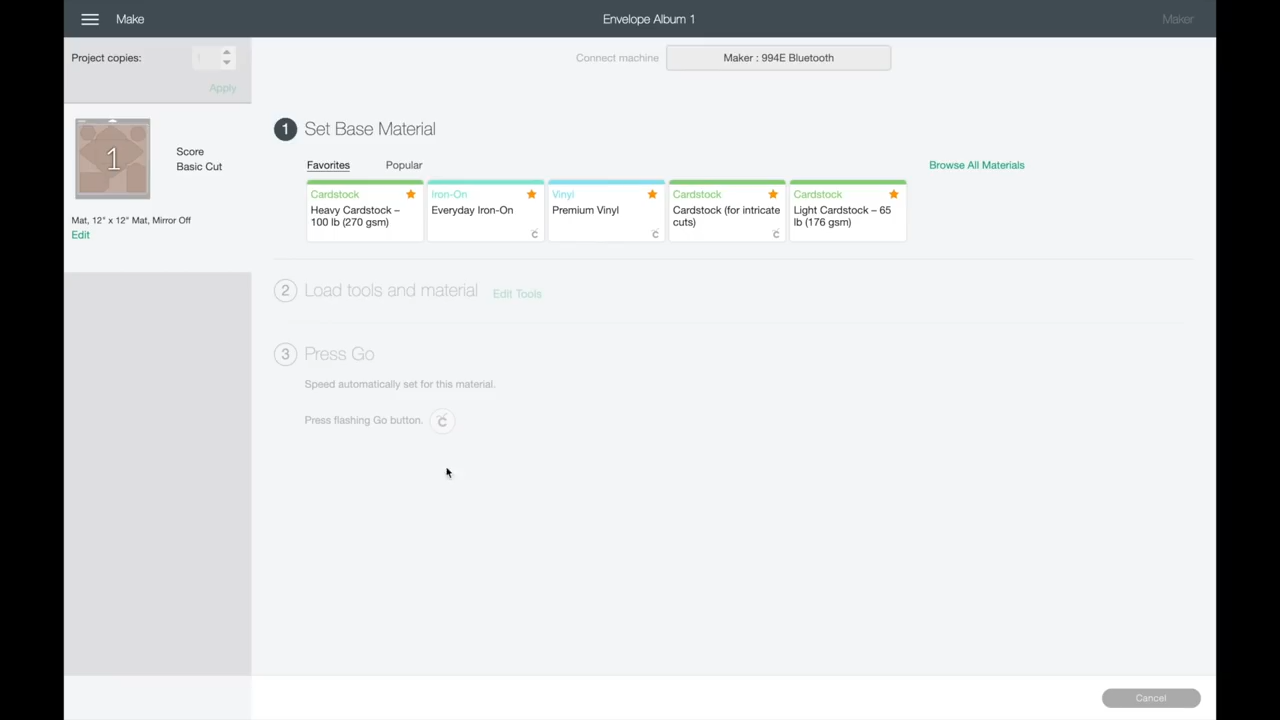 Make
Envelope Album 1
Maker
Project copies:
1
Apply
Connect machine
Maker : 994E Bluetooth
1
Score
Basic Cut
Mat, 12" x 12" Mat, Mirror Off
Edit
1 Set Base Material
Favorites
Popular
Browse All Materials
Cardstock
Heavy Cardstock –
100 lb (270 gsm)
Iron-On
Everyday Iron-On
Vinyl
Premium Vinyl
Cardstock
Cardstock (for intricate
cuts)
Cardstock
Light Cardstock – 65
lb (176 gsm)
2 Load tools and material
Edit Tools
3 Press Go
Speed automatically set for this material.
Press flashing Go button.
Cancel